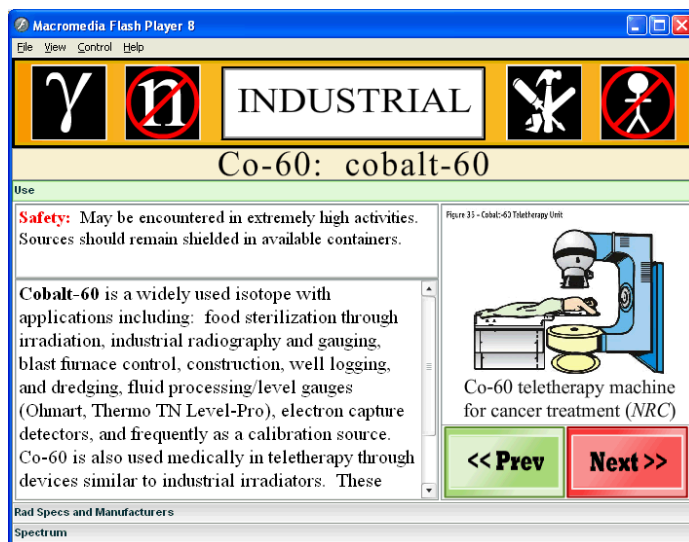 Macromedia Flash Player 8
File View Control Help
γ n INDUSTRIAL
Co-60: cobalt-60
Use
Safety: May be encountered in extremely high activities.
Sources should remain shielded in available containers.
Cobalt-60 is a widely used isotope with
applications including: food sterilization through
irradiation, industrial radiography and gauging,
blast furnace control, construction, well logging,
and dredging, fluid processing/level gauges
(Ohmart, Thermo TN Level-Pro), electron capture
detectors, and frequently as a calibration source.
Co-60 is also used medically in teletherapy through
devices similar to industrial irradiators. These
Figure 35 - Cobalt-60 Teletherapy Unit
Co-60 teletherapy machine
for cancer treatment (NRC)
<< Prev
Next >>
Rad Specs and Manufacturers
Spectrum